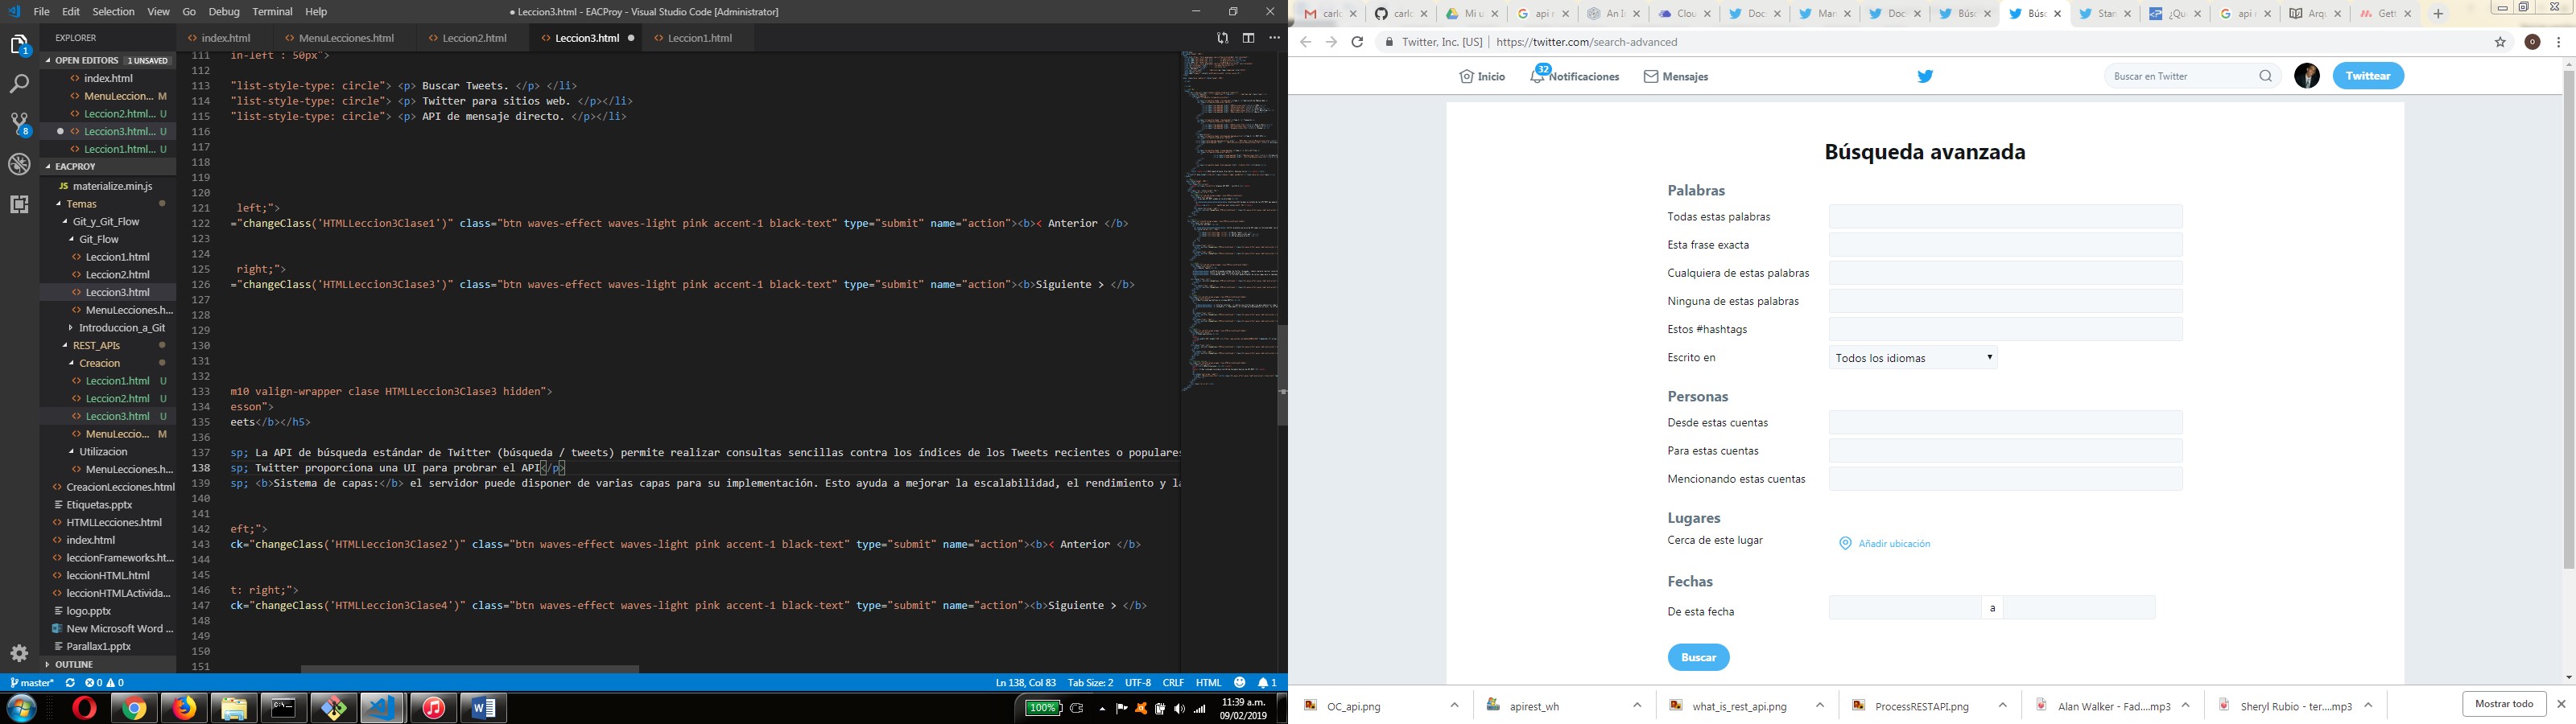 File Edit Selection View Go Debug Terminal Help
● Leccion3.html - EACProy - Visual Studio Code [Administrator]
EXPLORER
OPEN EDITORS 1 UNSAVED
index.html
MenuLeccion... M
Leccion2.html... U
Leccion3.html... U
Leccion1.html... U
EACPROY
materialize.min.js
Temas
Git_y_Git_Flow
Git_Flow
Leccion1.html
Leccion2.html
Leccion3.html
MenuLecciones.h...
Introduccion_a_Git
REST_APIs
Creacion
Leccion1.html U
Leccion2.html U
Leccion3.html U
MenuLeccio... M
Utilizacion
MenuLecciones.h...
CreacionLecciones.html
Etiquetas.pptx
HTMLLecciones.html
index.html
leccionFrameworks.ht...
leccionHTML.html
leccionHTMLActivida...
logo.pptx
New Microsoft Word ...
Parallax1.pptx
OUTLINE
1
8
index.html MenuLecciones.html Leccion2.html Leccion3.html Leccion1.html
111 in-left : 50px">
112
113 "list-style-type: circle"> <p> Buscar Tweets. </p> </li>
114 "list-style-type: circle"> <p> Twitter para sitios web. </p></li>
115 "list-style-type: circle"> <p> API de mensaje directo. </p></li>
116
117
118
119
120
121 left;">
122 ="changeClass('HTMLLeccion3Clase1')" class="btn waves-effect waves-light pink accent-1 black-text" type="submit" name="action"><b>< Anterior </b>
123
124
125 right;">
126 ="changeClass('HTMLLeccion3Clase3')" class="btn waves-effect waves-light pink accent-1 black-text" type="submit" name="action"><b>Siguiente > </b>
127
128
129
130
131
132
133 m10 valign-wrapper clase HTMLLeccion3Clase3 hidden">
134 esson">
135 eets</b></h5>
136
137 sp; La API de búsqueda estándar de Twitter (búsqueda / tweets) permite realizar consultas sencillas contra los índices de los Tweets recientes o populares
138 sp; Twitter proporciona una UI para probrar el API</p>
139 sp; <b>Sistema de capas:</b> el servidor puede disponer de varias capas para su implementación. Esto ayuda a mejorar la escalabilidad, el rendimiento y la
140
141
142 eft;">
143 ck="changeClass('HTMLLeccion3Clase2')" class="btn waves-effect waves-light pink accent-1 black-text" type="submit" name="action"><b>< Anterior </b>
144
145
146 t: right;">
147 ck="changeClass('HTMLLeccion3Clase4')" class="btn waves-effect waves-light pink accent-1 black-text" type="submit" name="action"><b>Siguiente > </b>
148
149
150
151
master* 0 0 Ln 138, Col 83 Tab Size: 2 UTF-8 CRLF HTML 1
100% 11:39 a.m.
09/02/2019
carlc carlc Mi u api r An I Clou Doc Mar Doc Búsc Búsc Stan ¿Qu api r Arqu Gett
Twitter, Inc. [US] https://twitter.com/search-advanced
Inicio 32 Notificaciones Mensajes Buscar en Twitter Twittear
Búsqueda avanzada
Palabras
Todas estas palabras
Esta frase exacta
Cualquiera de estas palabras
Ninguna de estas palabras
Estos #hashtags
Escrito en Todos los idiomas
Personas
Desde estas cuentas
Para estas cuentas
Mencionando estas cuentas
Lugares
Cerca de este lugar Añadir ubicación
Fechas
De esta fecha a
Buscar
OC_api.png apirest_wh what_is_rest_api.png ProcessRESTAPI.png Alan Walker - Fad....mp3 Sheryl Rubio - ter....mp3 Mostrar todo